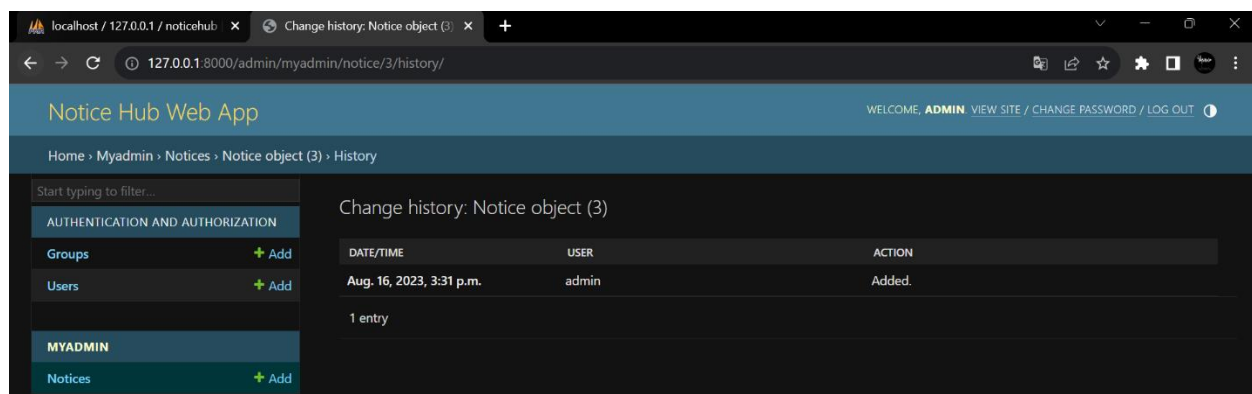 localhost / 127.0.0.1 / noticehub
Change history: Notice object (3)
127.0.0.1:8000/admin/myadmin/notice/3/history/
Notice Hub Web App
WELCOME, ADMIN. VIEW SITE / CHANGE PASSWORD / LOG OUT
Home › Myadmin › Notices › Notice object (3) › History
Start typing to filter...
AUTHENTICATION AND AUTHORIZATION
Groups + Add
Users + Add
MYADMIN
Notices + Add
Change history: Notice object (3)
DATE/TIME USER ACTION
Aug. 16, 2023, 3:31 p.m. admin Added.
1 entry